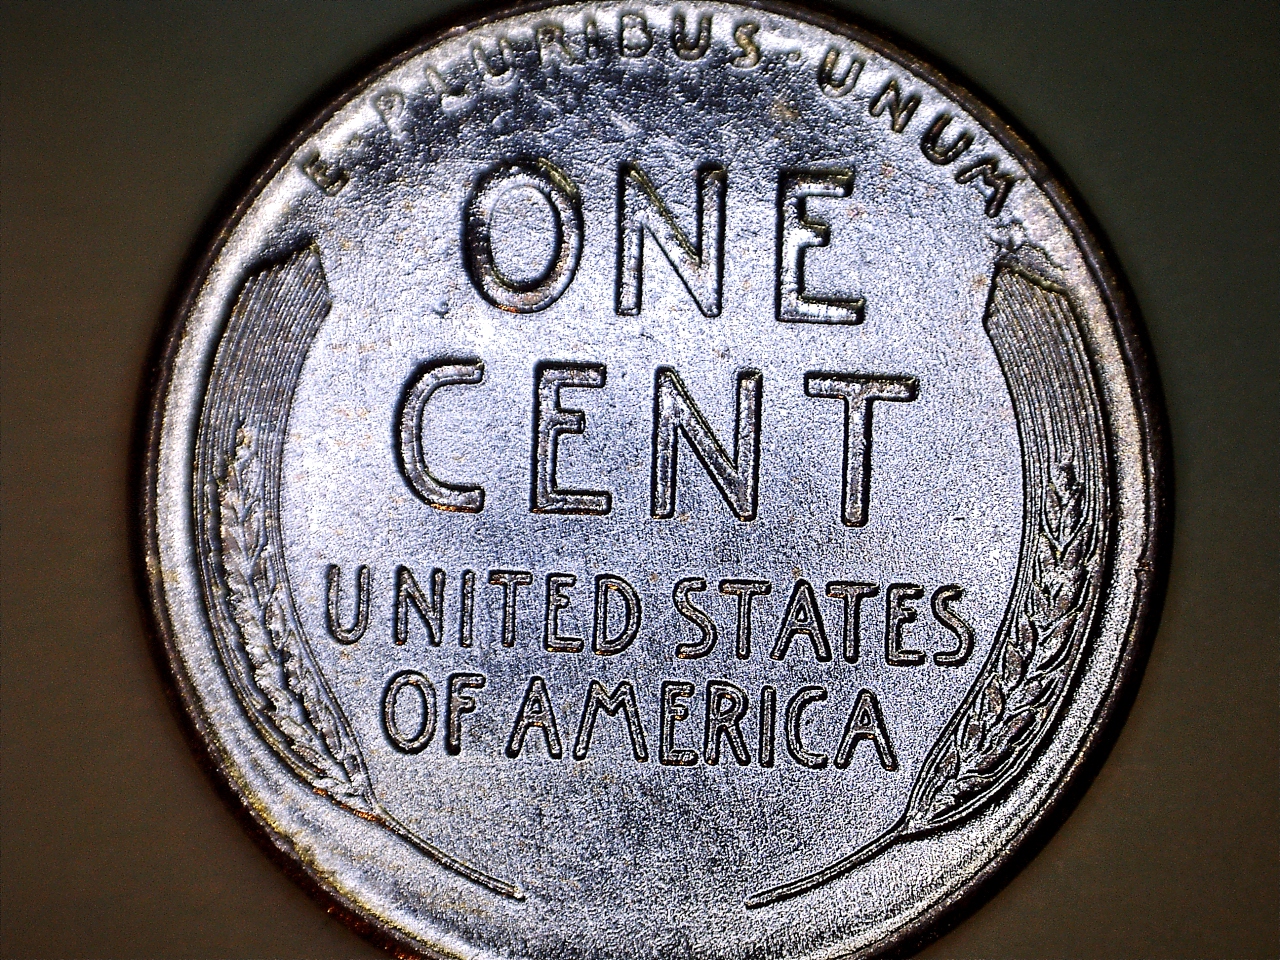 E·PLURIBUS·UNUM
ONE
CENT
UNITED STATES
OF AMERICA